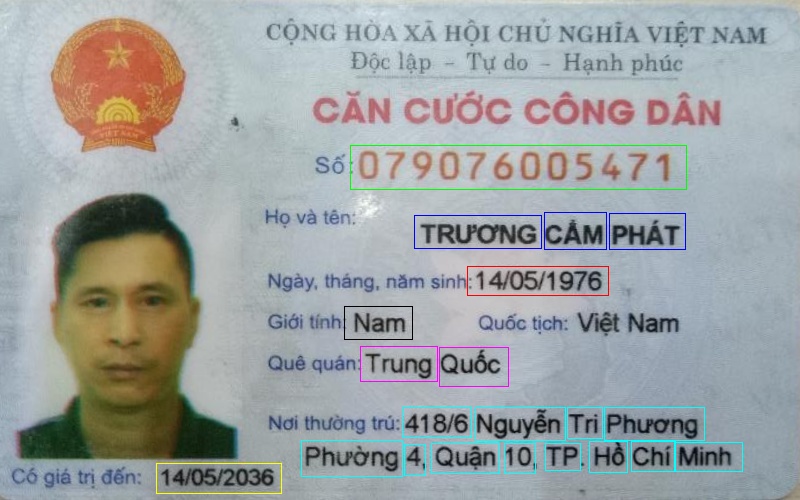 CỘNG HÒA XÃ HỘI CHỦ NGHĨA VIỆT NAM
Độc lập - Tự do - Hạnh phúc
CĂN CƯỚC CÔNG DÂN
Số: 079076005471
Họ và tên:
TRƯƠNG CẨM PHÁT
Ngày, tháng, năm sinh: 14/05/1976
Giới tính: Nam Quốc tịch: Việt Nam
Quê quán: Trung Quốc
Nơi thường trú: 418/6 Nguyễn Tri Phương
Phường 4, Quận 10, TP. Hồ Chí Minh
Có giá trị đến: 14/05/2036